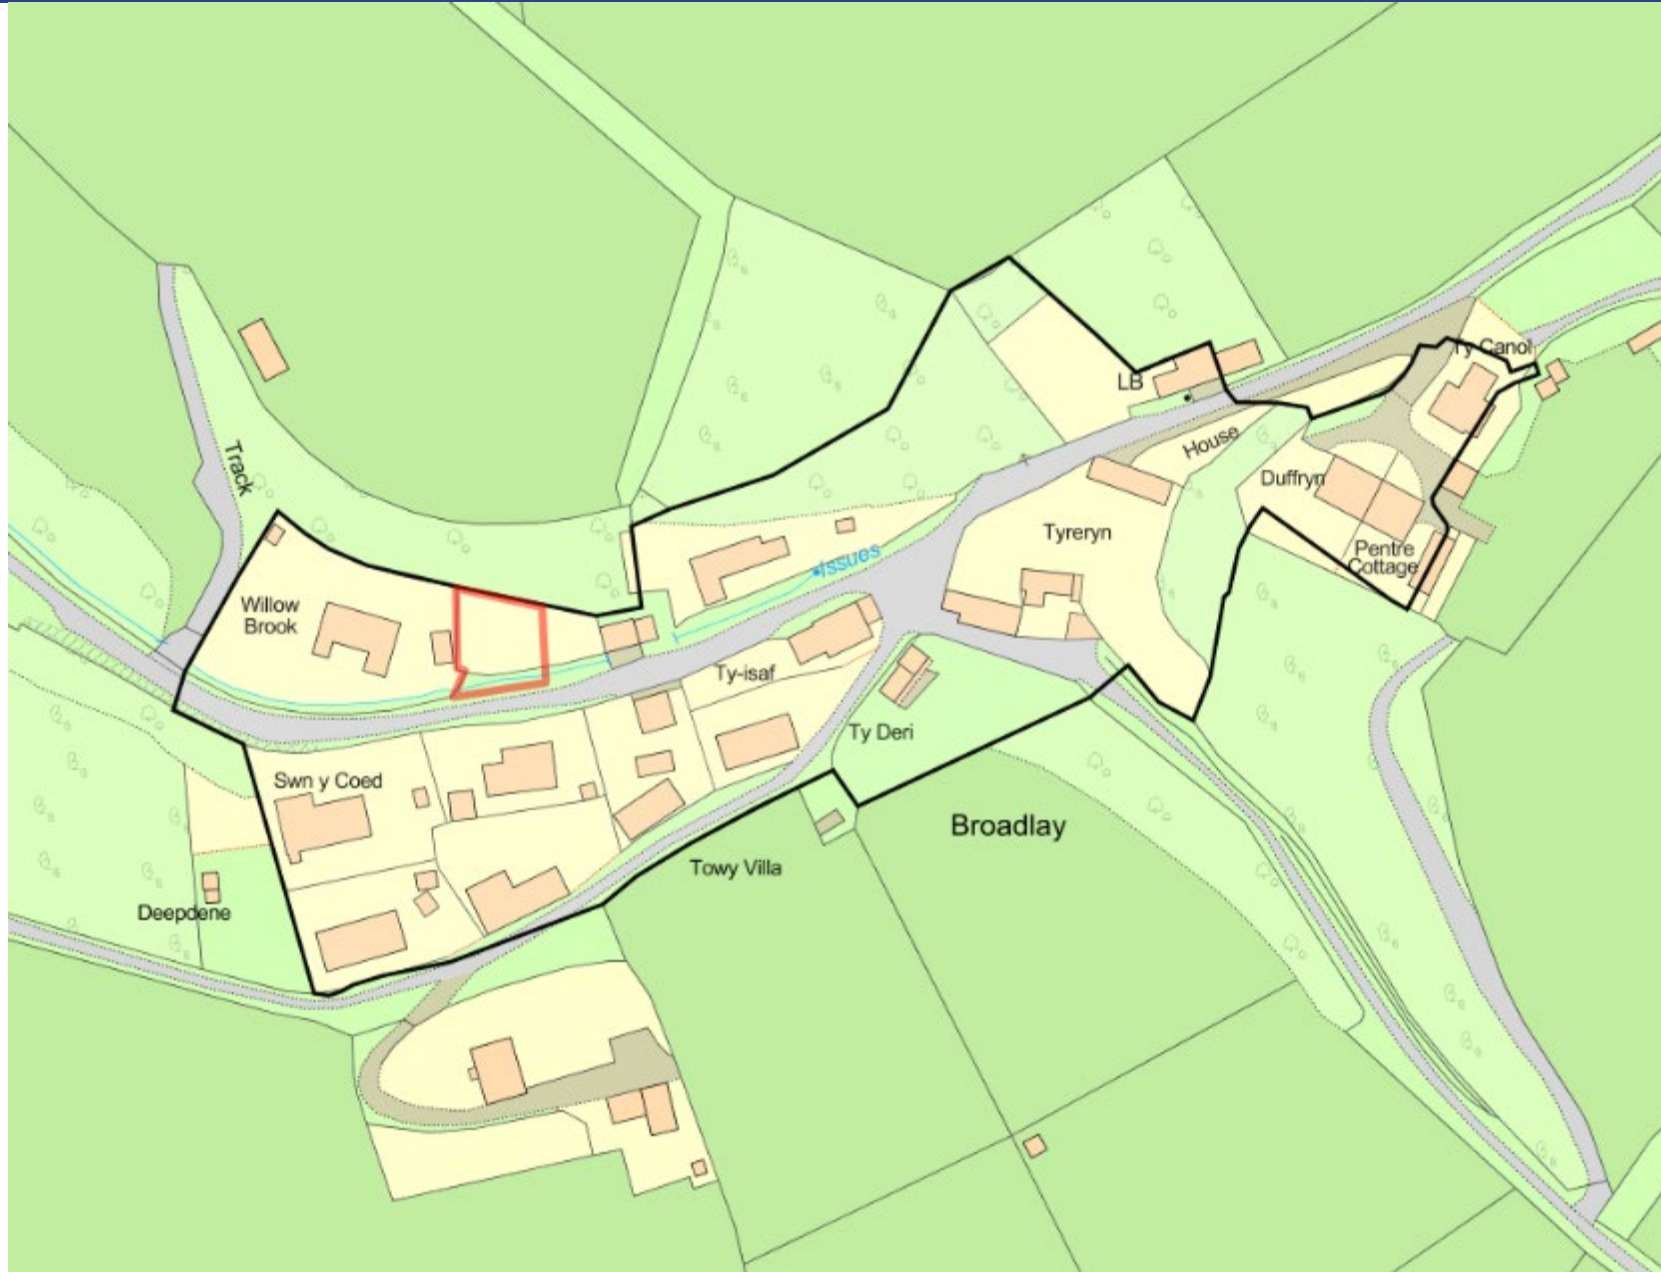 Ty Canol
LB
Track
House
Duffryn
Tyreryn
Issues
Pentre
Cottage
Willow
Brook
Ty-isaf
Ty Deri
Swn y Coed
Broadlay
Towy Villa
Deepdene